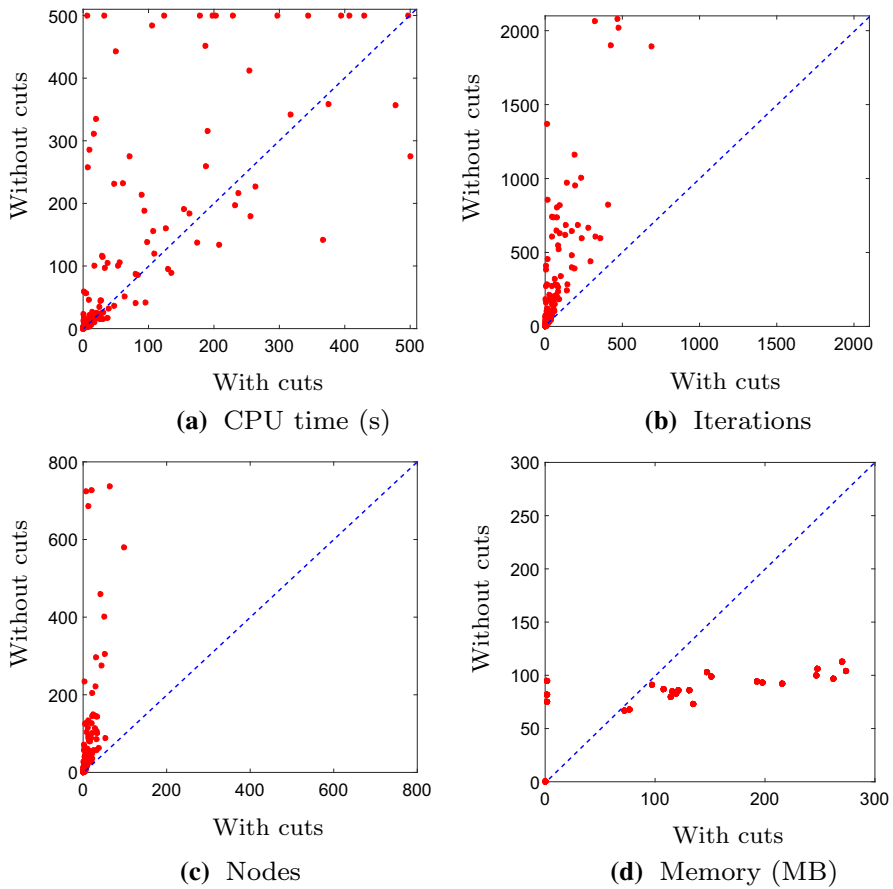 500
400
300
200
100
0
Without cuts
0 100 200 300 400 500
With cuts
(a) CPU time (s)
2000
1500
1000
500
0
Without cuts
0 500 1000 1500 2000
With cuts
(b) Iterations
800
600
400
200
0
Without cuts
0 200 400 600 800
With cuts
(c) Nodes
300
250
200
150
100
50
0
Without cuts
0 100 200 300
With cuts
(d) Memory (MB)